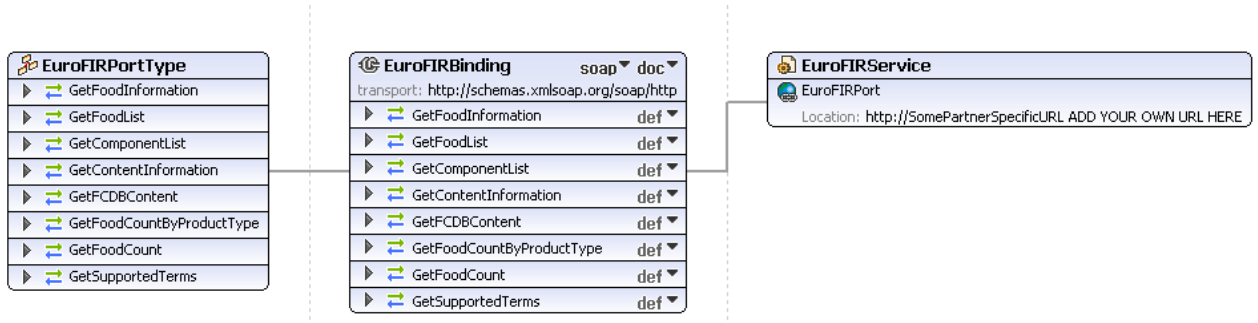 EuroFIRPortType
GetFoodInformation
GetFoodList
GetComponentList
GetContentInformation
GetFCDBContent
GetFoodCountByProductType
GetFoodCount
GetSupportedTerms
EuroFIRBinding soap doc
transport: http://schemas.xmlsoap.org/soap/http
GetFoodInformation def
GetFoodList def
GetComponentList def
GetContentInformation def
GetFCDBContent def
GetFoodCountByProductType def
GetFoodCount def
GetSupportedTerms def
EuroFIRService
EuroFIRPort
Location: http://SomePartnerSpecificURL ADD YOUR OWN URL HERE